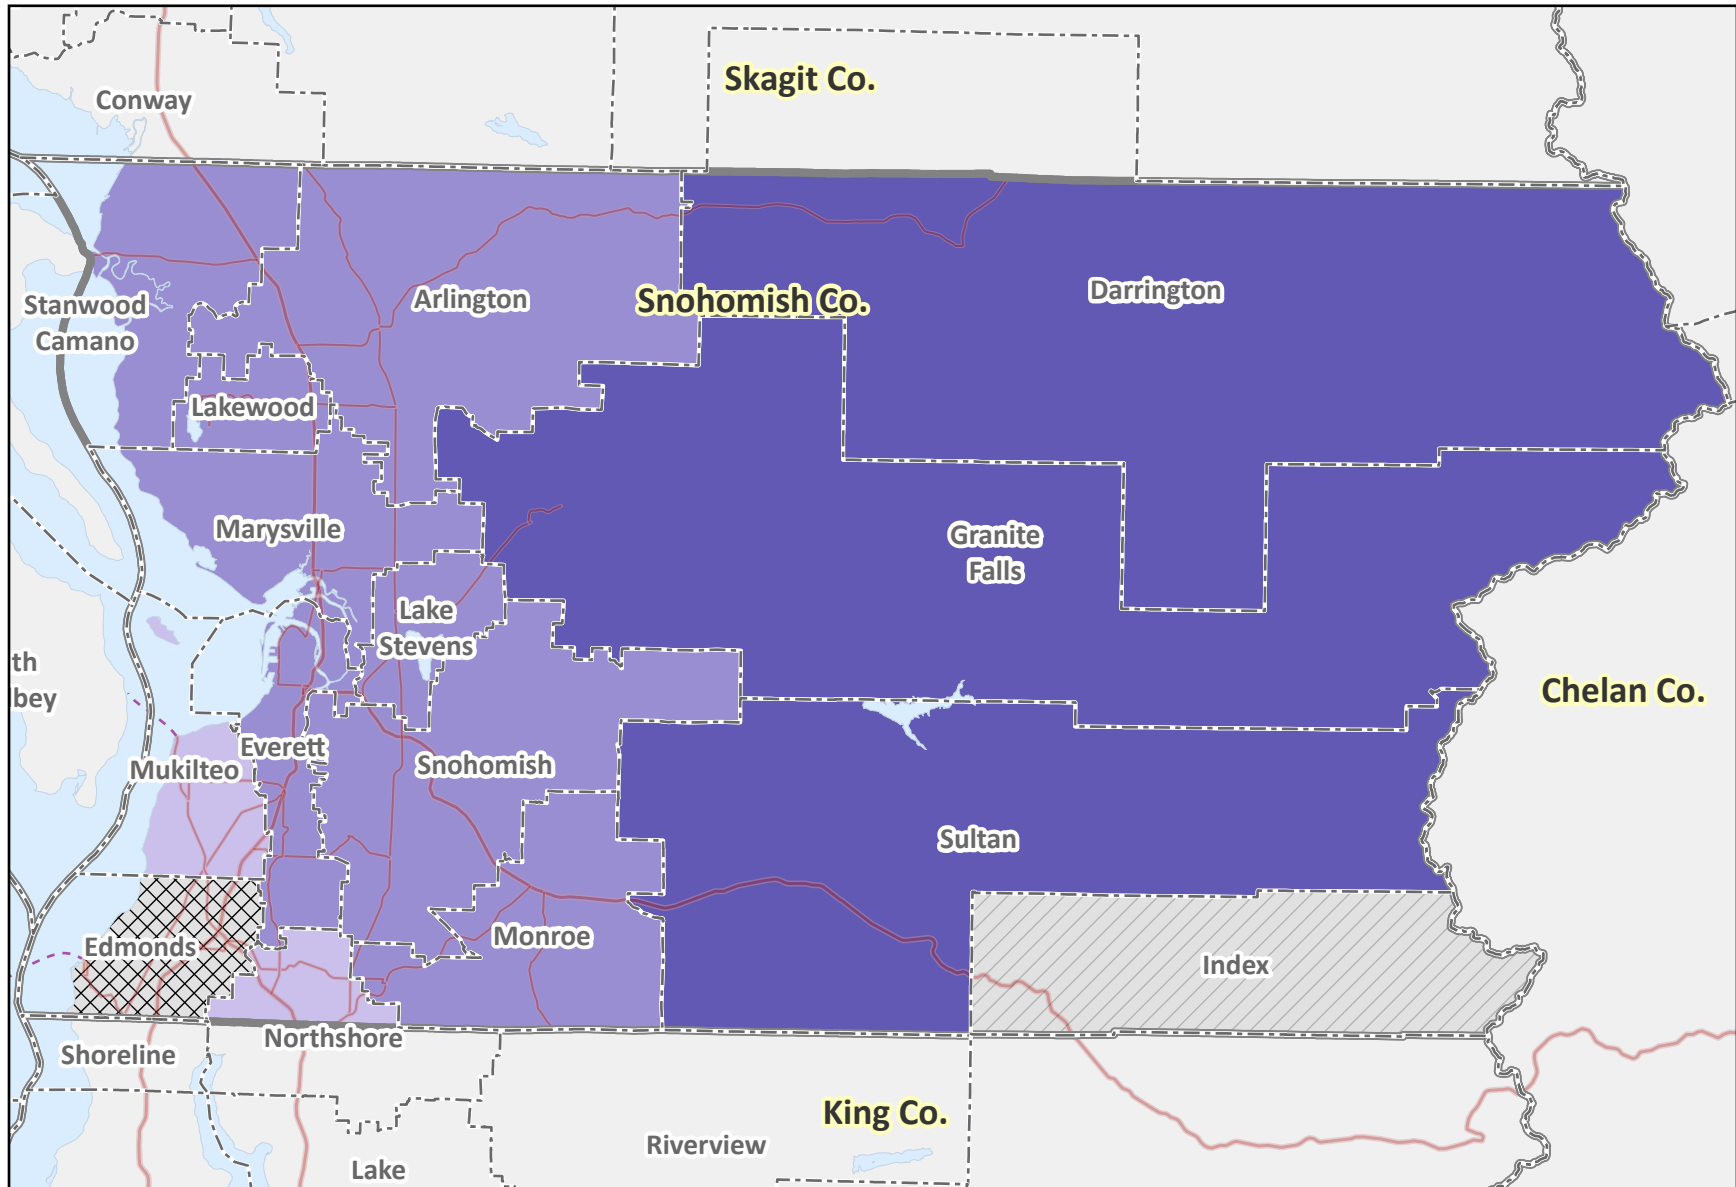 Skagit Co.
Conway
Stanwood
Camano
Arlington
Snohomish Co.
Darrington
Lakewood
Marysville
Granite
Falls
Lake
Stevens
th
lbey
Chelan Co.
Everett
Mukilteo
Snohomish
Sultan
Edmonds
Monroe
Index
Northshore
Shoreline
King Co.
Riverview
Lake